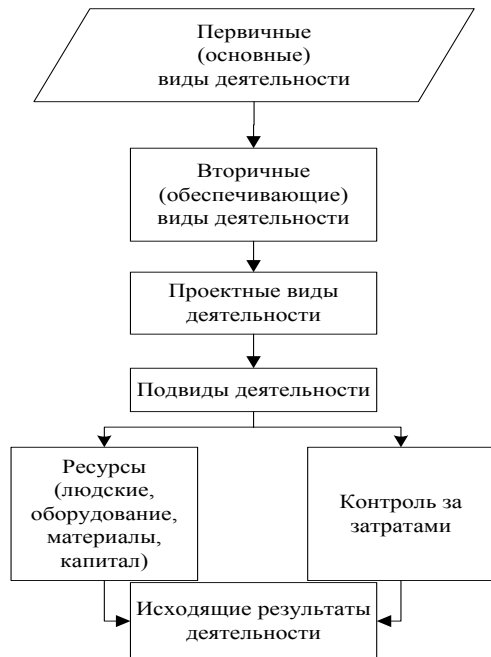 Первичные
(основные)
виды деятельности
Вторичные
(обеспечивающие)
виды деятельности
Проектные виды
деятельности
Подвиды деятельности
Ресурсы
(людские,
оборудование,
материалы,
капитал)
Контроль за
затратами
Исходящие результаты
деятельности